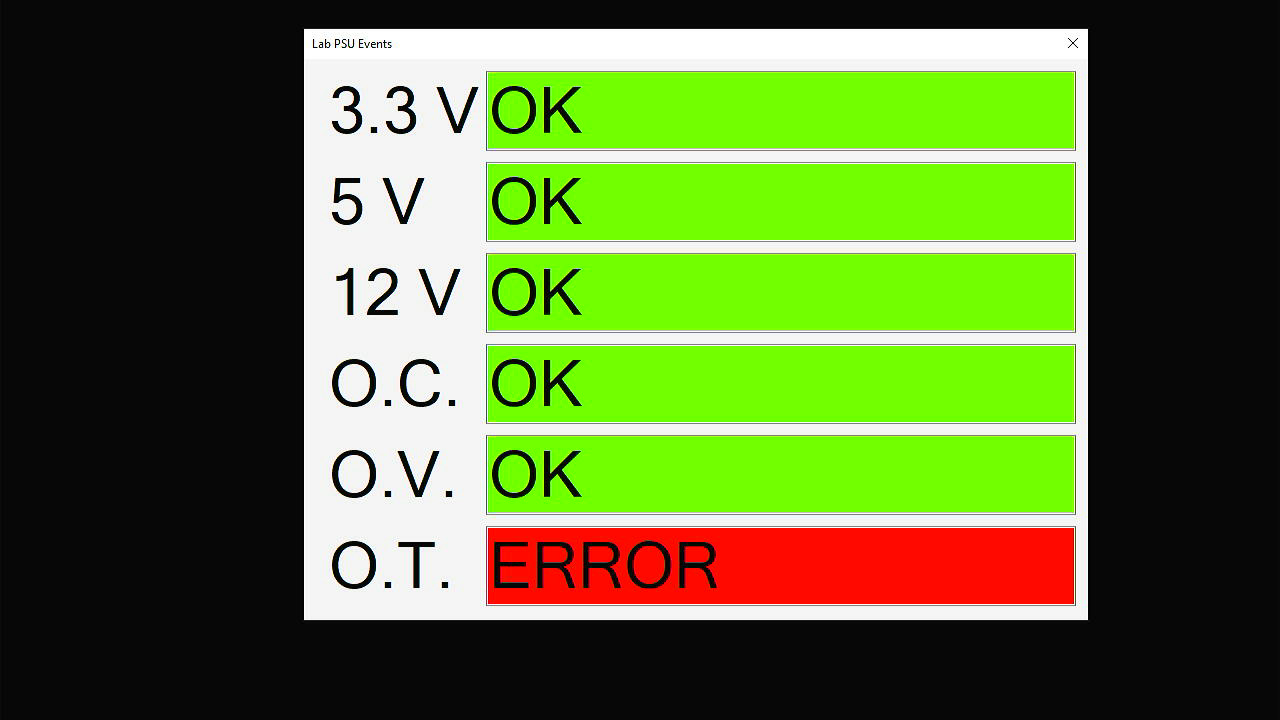 Lab PSU Events
3.3 V OK
5 V OK
12 V OK
O.C. OK
O.V. OK
O.T. ERROR